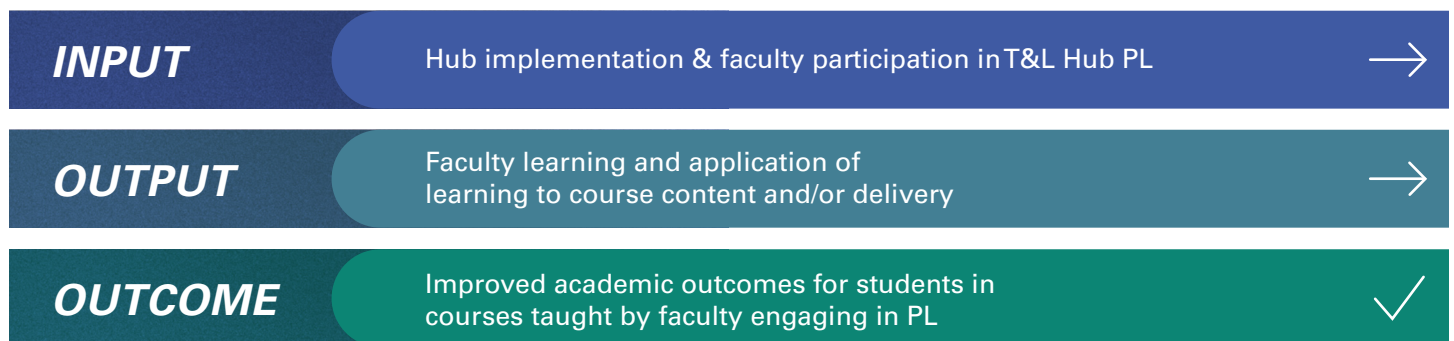 INPUT
Hub implementation & faculty participation in T&L Hub PL
OUTPUT
Faculty learning and application of
learning to course content and/or delivery
OUTCOME
Improved academic outcomes for students in
courses taught by faculty engaging in PL